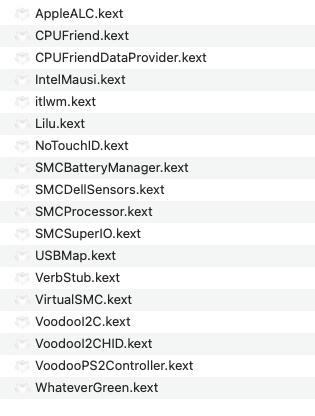 AppleALC.kext
CPUFriend.kext
CPUFriendDataProvider.kext
IntelMausi.kext
itlwm.kext
Lilu.kext
NoTouchID.kext
SMCBatteryManager.kext
SMCDellSensors.kext
SMCProcessor.kext
SMCSuperIO.kext
USBMap.kext
VerbStub.kext
VirtualSMC.kext
VoodooI2C.kext
VoodooI2CHID.kext
VoodooPS2Controller.kext
WhateverGreen.kext